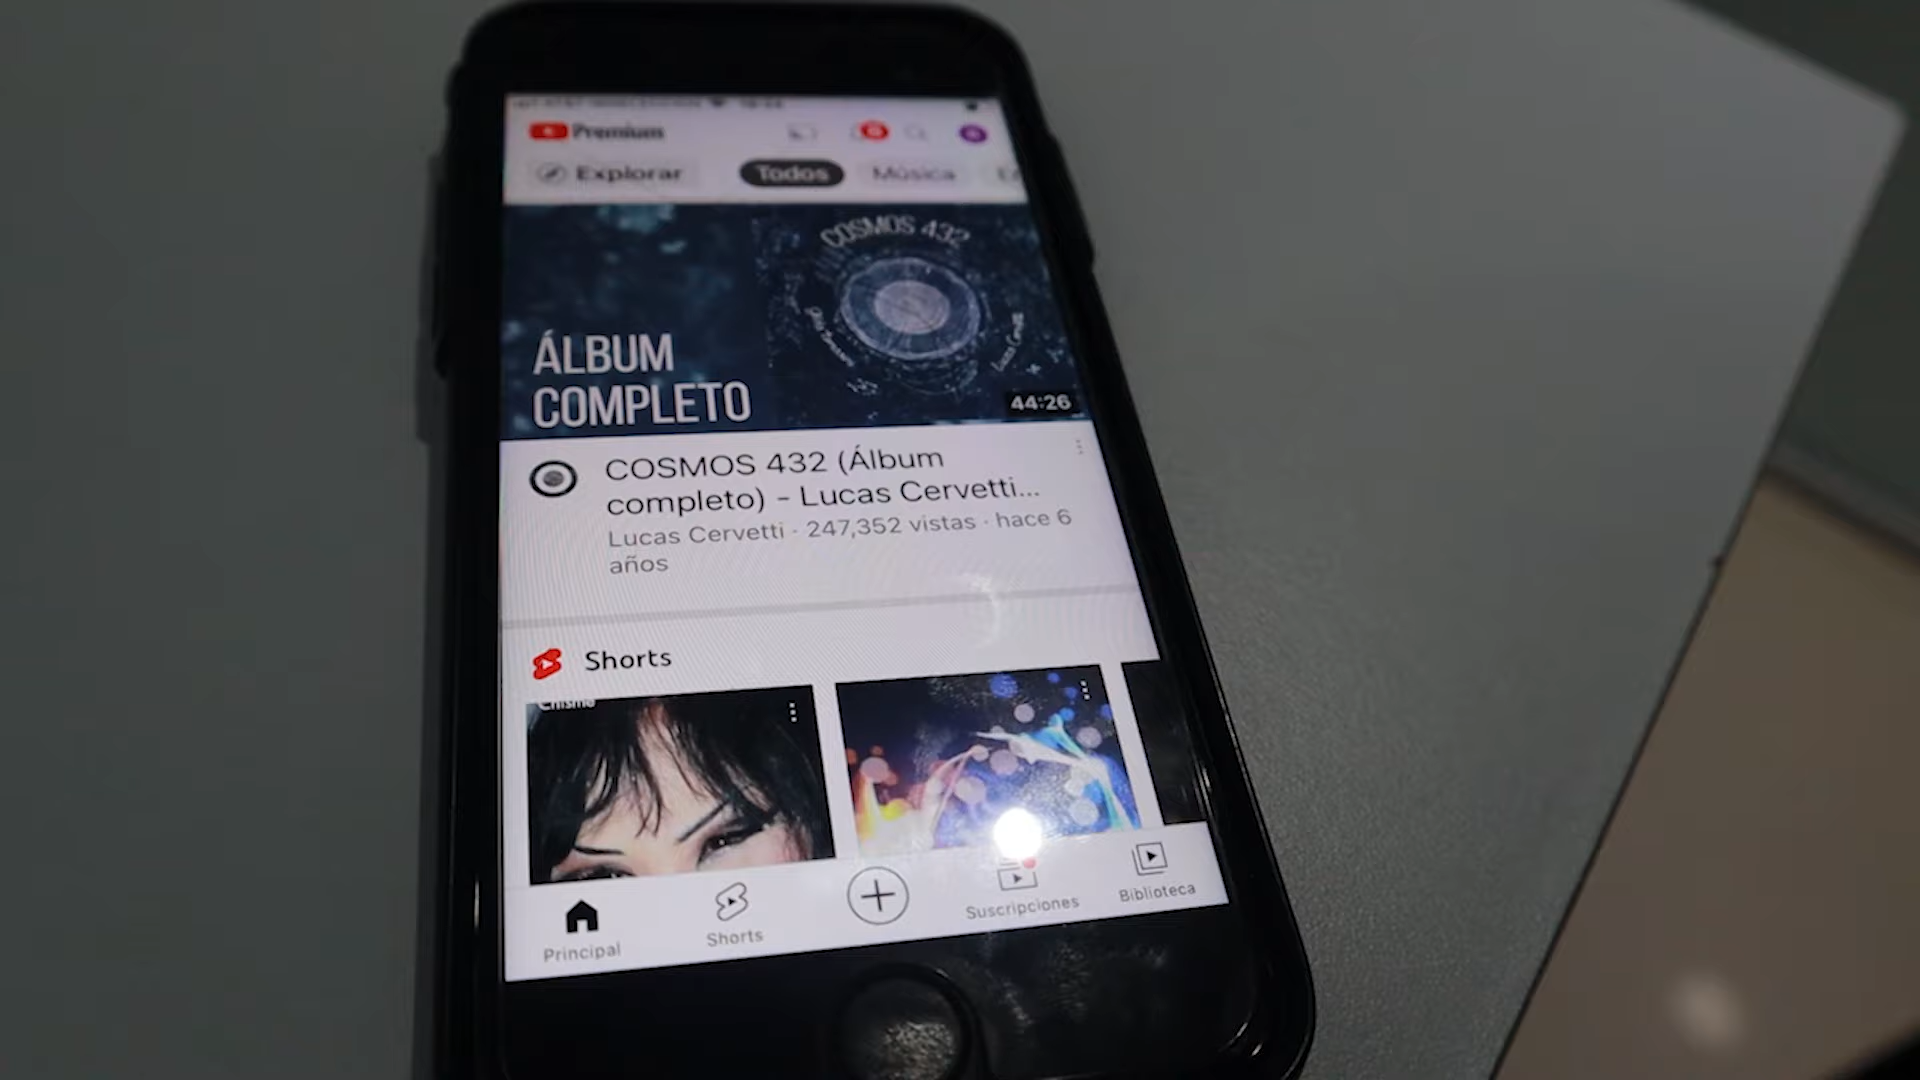 Premium
Explorar
Todos
Música
COSMOS 432
ÁLBUM
COMPLETO
44:26
COSMOS 432 (Álbum
completo) - Lucas Cervetti...
Lucas Cervetti · 247,352 vistas · hace 6
años
Shorts
Chisme
Principal
Shorts
Suscripciones
Biblioteca